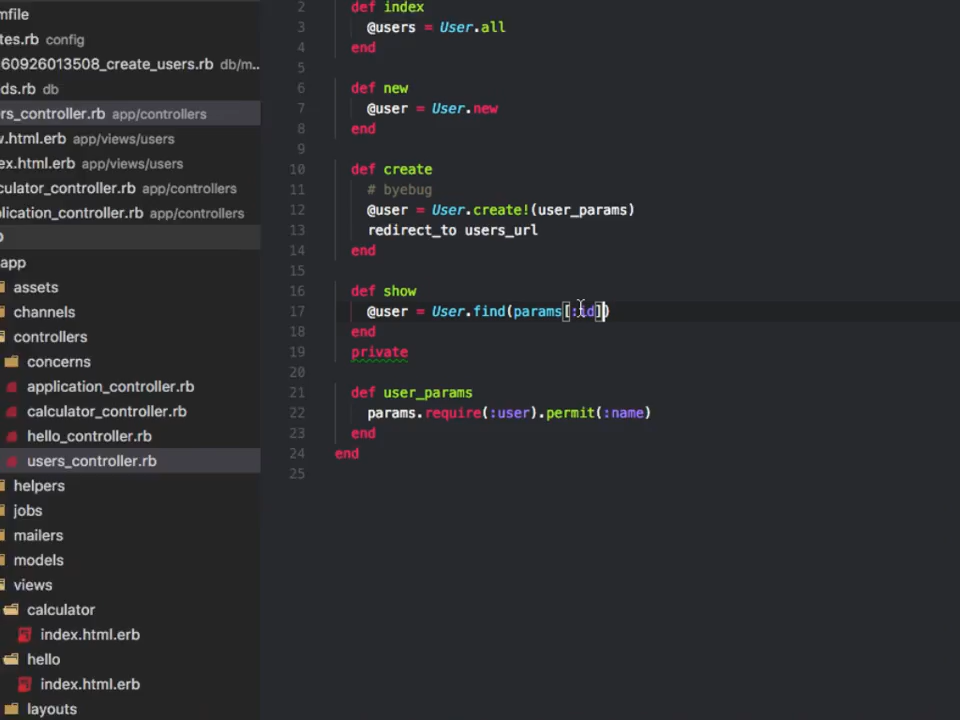 mfile
tes.rb config
60926013508_create_users.rb db/m...
ds.rb db
rs_controller.rb app/controllers
w.html.erb app/views/users
ex.html.erb app/views/users
culator_controller.rb app/controllers
plication_controller.rb app/controllers
app
assets
channels
controllers
concerns
application_controller.rb
calculator_controller.rb
hello_controller.rb
users_controller.rb
helpers
jobs
mailers
models
views
calculator
index.html.erb
hello
index.html.erb
layouts
2 def index
3 @users = User.all
4 end
5
6 def new
7 @user = User.new
8 end
9
10 def create
11 # byebug
12 @user = User.create!(user_params)
13 redirect_to users_url
14 end
15
16 def show
17 @user = User.find(params[:id])
18 end
19 private
20
21 def user_params
22 params.require(:user).permit(:name)
23 end
24 end
25